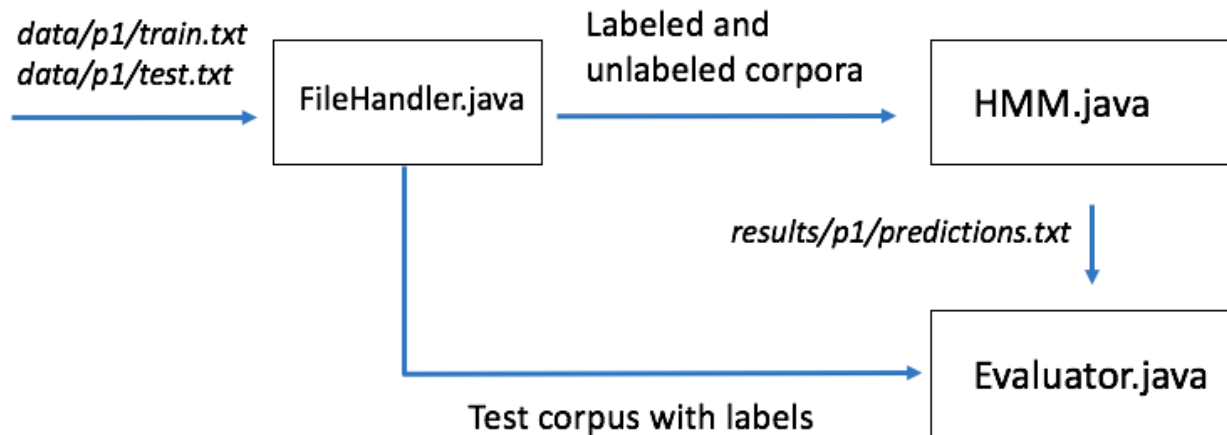 data/p1/train.txt
data/p1/test.txt
FileHandler.java
Labeled and
unlabeled corpora
HMM.java
results/p1/predictions.txt
Evaluator.java
Test corpus with labels